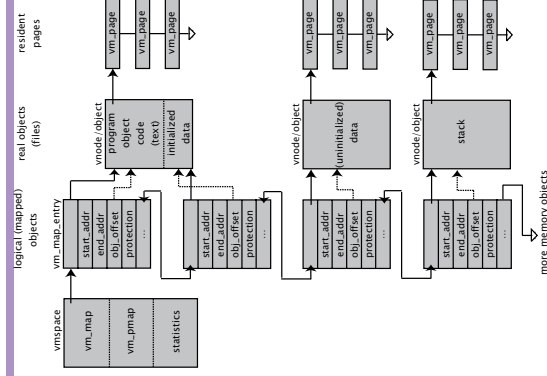 resident
pages
vm_page
vm_page
vm_page
vm_page
vm_page
vm_page
vm_page
vm_page
vm_page
real objects
(files)
vnode/object
program
object
code
(text)
initialized
data
vnode/object
(uninitialized)
data
vnode/object
stack
logical (mapped)
objects
vm_map_entry
start_addr
end_addr
obj_offset
protection
...
start_addr
end_addr
obj_offset
protection
...
start_addr
end_addr
obj_offset
protection
...
start_addr
end_addr
obj_offset
protection
...
more memory objects
vmspace
vm_map
vm_pmap
statistics